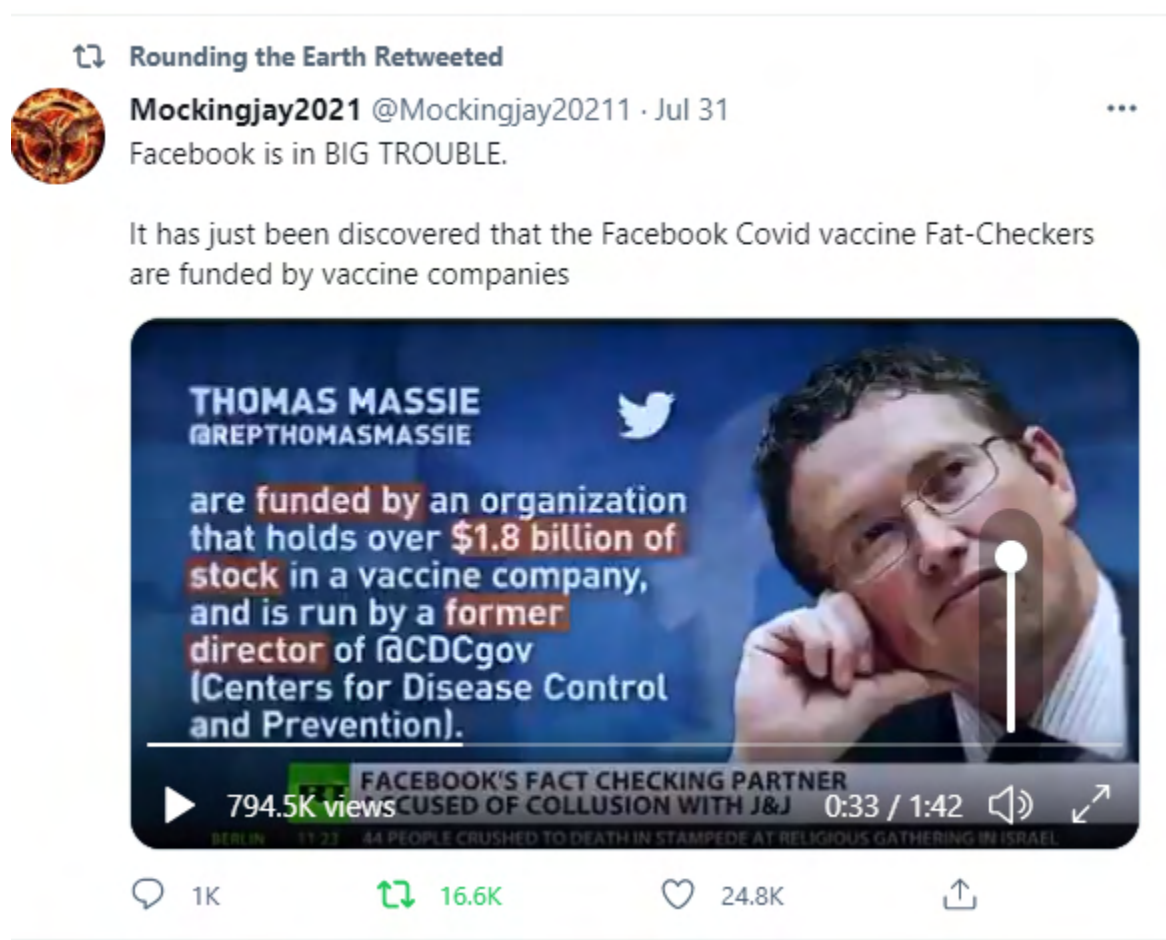 Rounding the Earth Retweeted
Mockingjay2021 @Mockingjay20211 · Jul 31
Facebook is in BIG TROUBLE.
It has just been discovered that the Facebook Covid vaccine Fat-Checkers
are funded by vaccine companies
THOMAS MASSIE
@REPTHOMASMASSIE
are funded by an organization
that holds over $1.8 billion of
stock in a vaccine company,
and is run by a former
director of @CDCgov
(Centers for Disease Control
and Prevention).
RT
FACEBOOK'S FACT CHECKING PARTNER
794.5K views CUSED OF COLLUSION WITH J&J 0:33 / 1:42
BERLIN 11:23 44 PEOPLE CRUSHED TO DEATH IN STAMPEDE AT RELIGIOUS GATHERING IN ISRAEL
1K 16.6K 24.8K